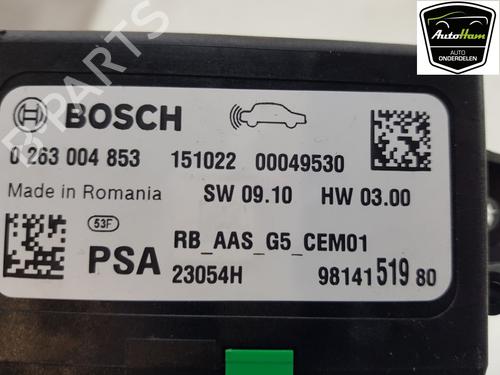 AutoHam
AUTO
ONDERDELEN
BOSCH
0 263 004 853 151022 00049530
Made in Romania SW 09.10 HW 03.00
53F
PSA
RB_AAS_G5_CEM01
23054H 98141519 80
B-PARTS